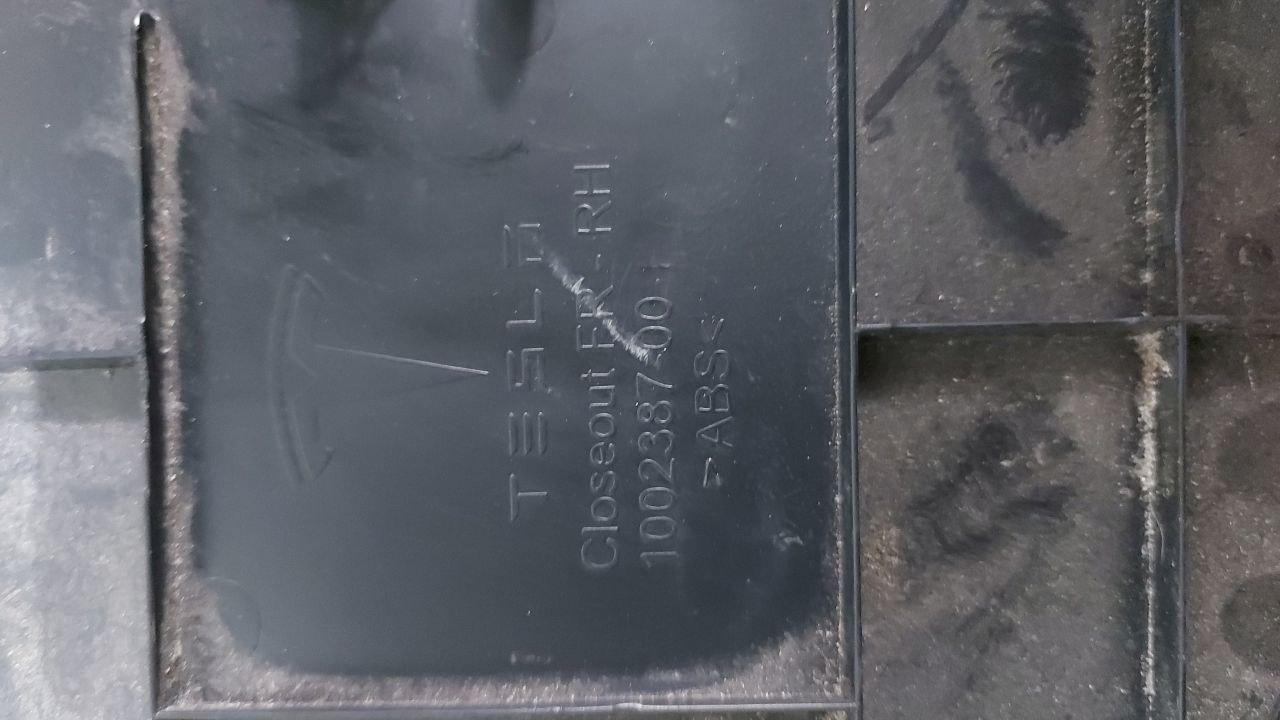 TESLA
Closeout FR - RH
1002387-00
>ABS<